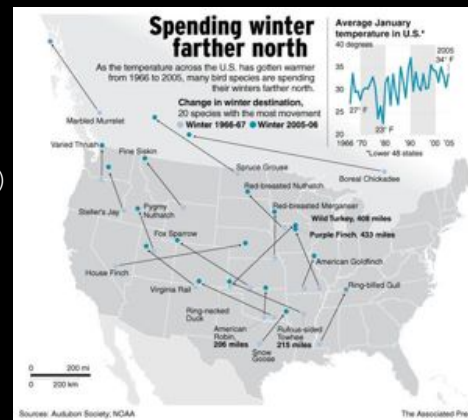 Spending winter
farther north
As the temperature across the U.S. has gotten warmer
from 1966 to 2005, many bird species are spending
their winters farther north.
Change in winter destination,
20 species with the most movement
Winter 1966-67 Winter 2005-06
Average January
temperature in U.S.*
40 degrees
2005
34° F
35
30
27° F
25
23° F
20
1966 '70 '80 '90 '00 '05
*Lower 48 states
Marbled Murrelet
Varied Thrush
Pine Siskin
Spruce Grouse
Boreal Chickadee
Red-breasted Nuthatch
Steller's Jay
Pygmy
Nuthatch
Red-breasted Merganser
Wild Turkey, 408 miles
Purple Finch, 433 miles
Fox Sparrow
American Goldfinch
House Finch
Virginia Rail
Ring-billed Gull
Ring-necked
Duck
American
Robin,
206 miles
Rufous-sided
Towhee
215 miles
Snow
Goose
0 200 mi
0 200 km
Sources: Audubon Society; NOAA
The Associated Pre